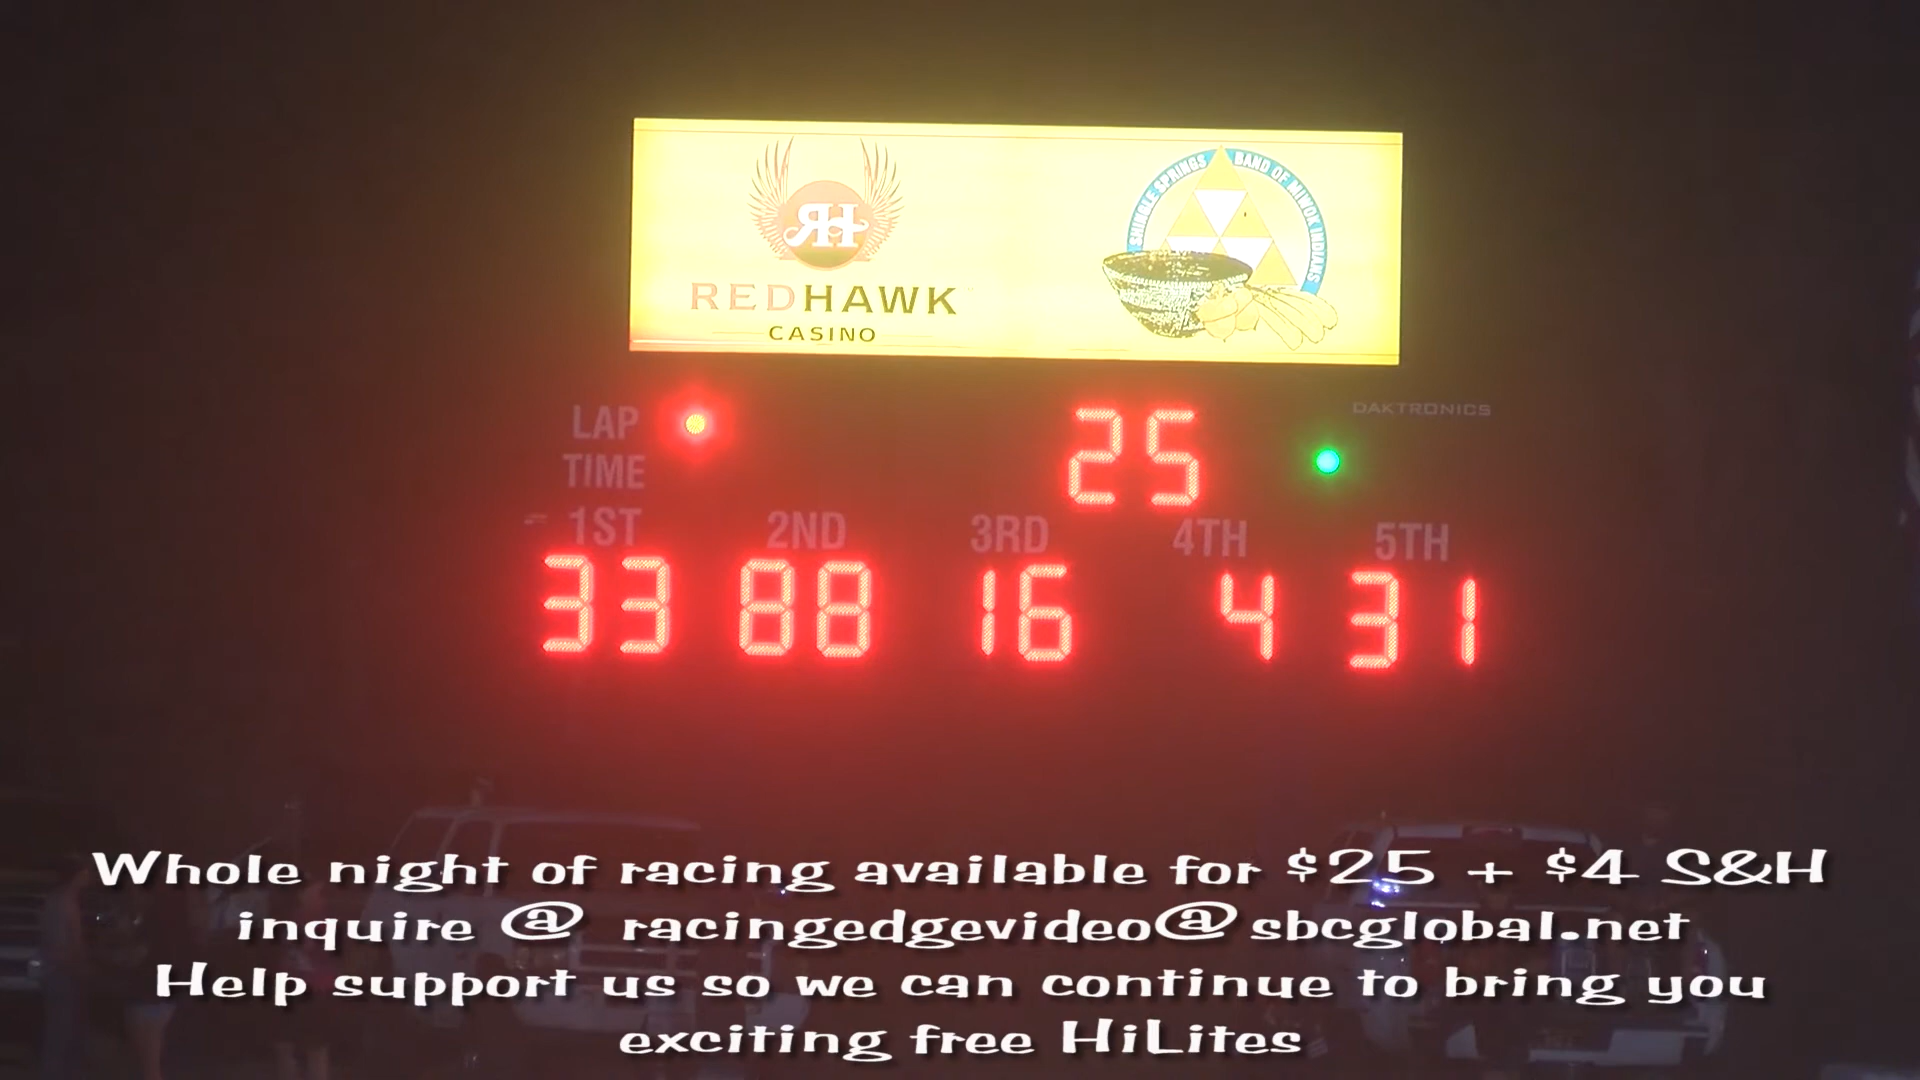 RH
REDHAWK
CASINO
SHINGLE SPRINGS BAND OF MIWOK INDIANS
LAP
TIME
25
DAKTRONICS
1ST 2ND 3RD 4TH 5TH
33 88 16 4 31
Whole night of racing available for $25 + $4 S&H
inquire @ racingedgevideo@sbcglobal.net
Help support us so we can continue to bring you
exciting free HiLites